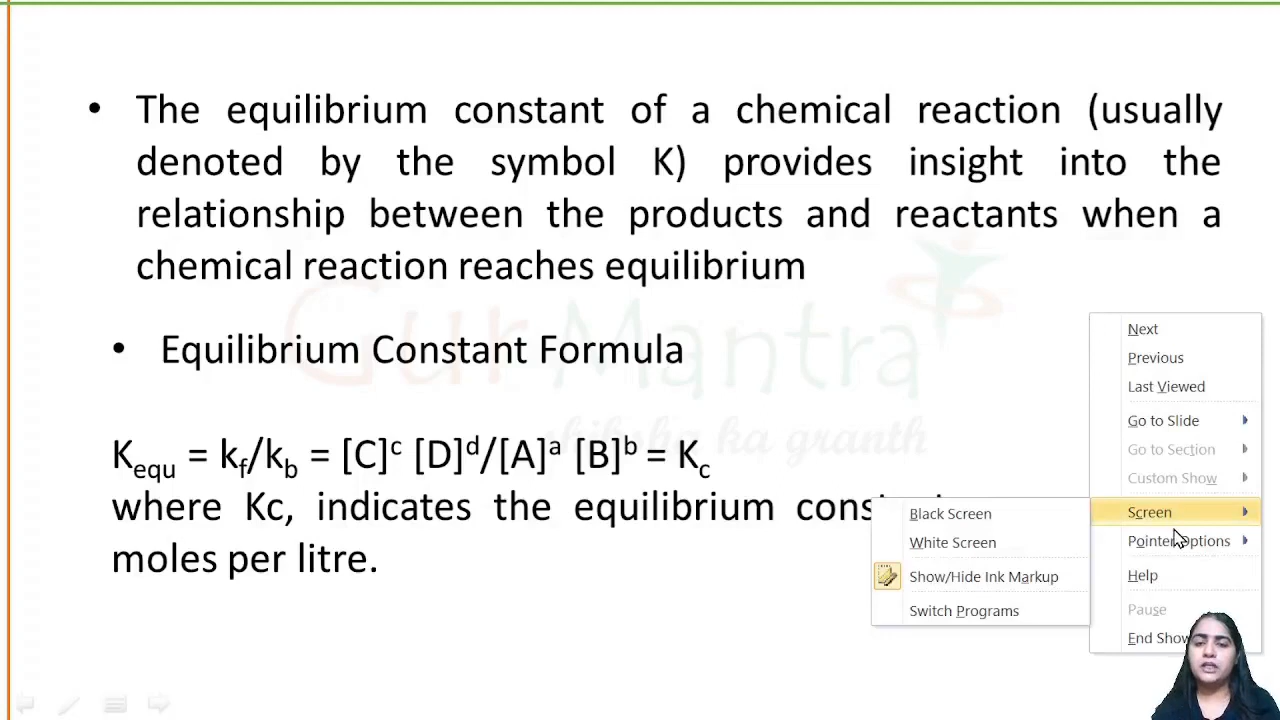 • The equilibrium constant of a chemical reaction (usually
denoted by the symbol K) provides insight into the
relationship between the products and reactants when a
chemical reaction reaches equilibrium
• Equilibrium Constant Formula
K_equ = k_f/k_b = [C]^c [D]^d/[A]^a [B]^b = K_c
where Kc, indicates the equilibrium
moles per litre.
Gur Mantra
shiksha ka granth
Next
Previous
Last Viewed
Go to Slide
Go to Section
Custom Show
Screen
Pointer Options
Help
Pause
End Show
Black Screen
White Screen
Show/Hide Ink Markup
Switch Programs